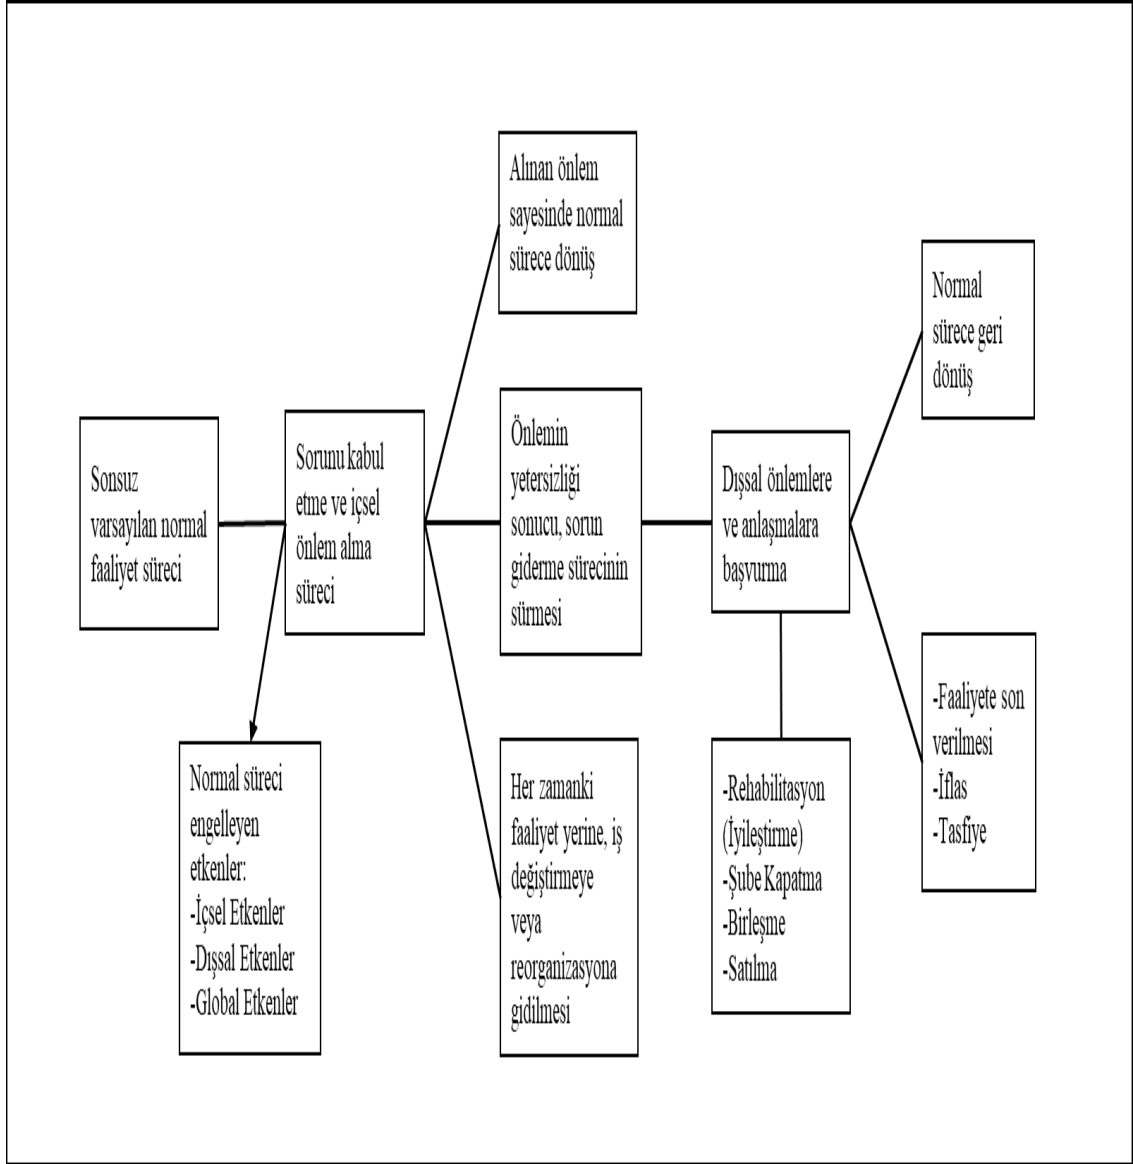 Sonsuz
varsayılan normal
faaliyet süreci
Sorunu kabul
etme ve içsel
önlem alma
süreci
Normal süreci
engelleyen
etkenler:
-İçsel Etkenler
-Dışsal Etkenler
-Global Etkenler
Alınan önlem
sayesinde normal
sürece dönüş
Önlemin
yetersizliği
sonucu, sorun
giderme sürecinin
sürmesi
Her zamanki
faaliyet yerine, iş
değiştirmeye
veya
reorganizasyona
gidilmesi
Dışsal önlemlere
ve anlaşmalara
başvurma
-Rehabilitasyon
(İyileştirme)
-Şube Kapatma
-Birleşme
-Satılma
Normal
sürece geri
dönüş
-Faaliyete son
verilmesi
-İflas
-Tasfiye